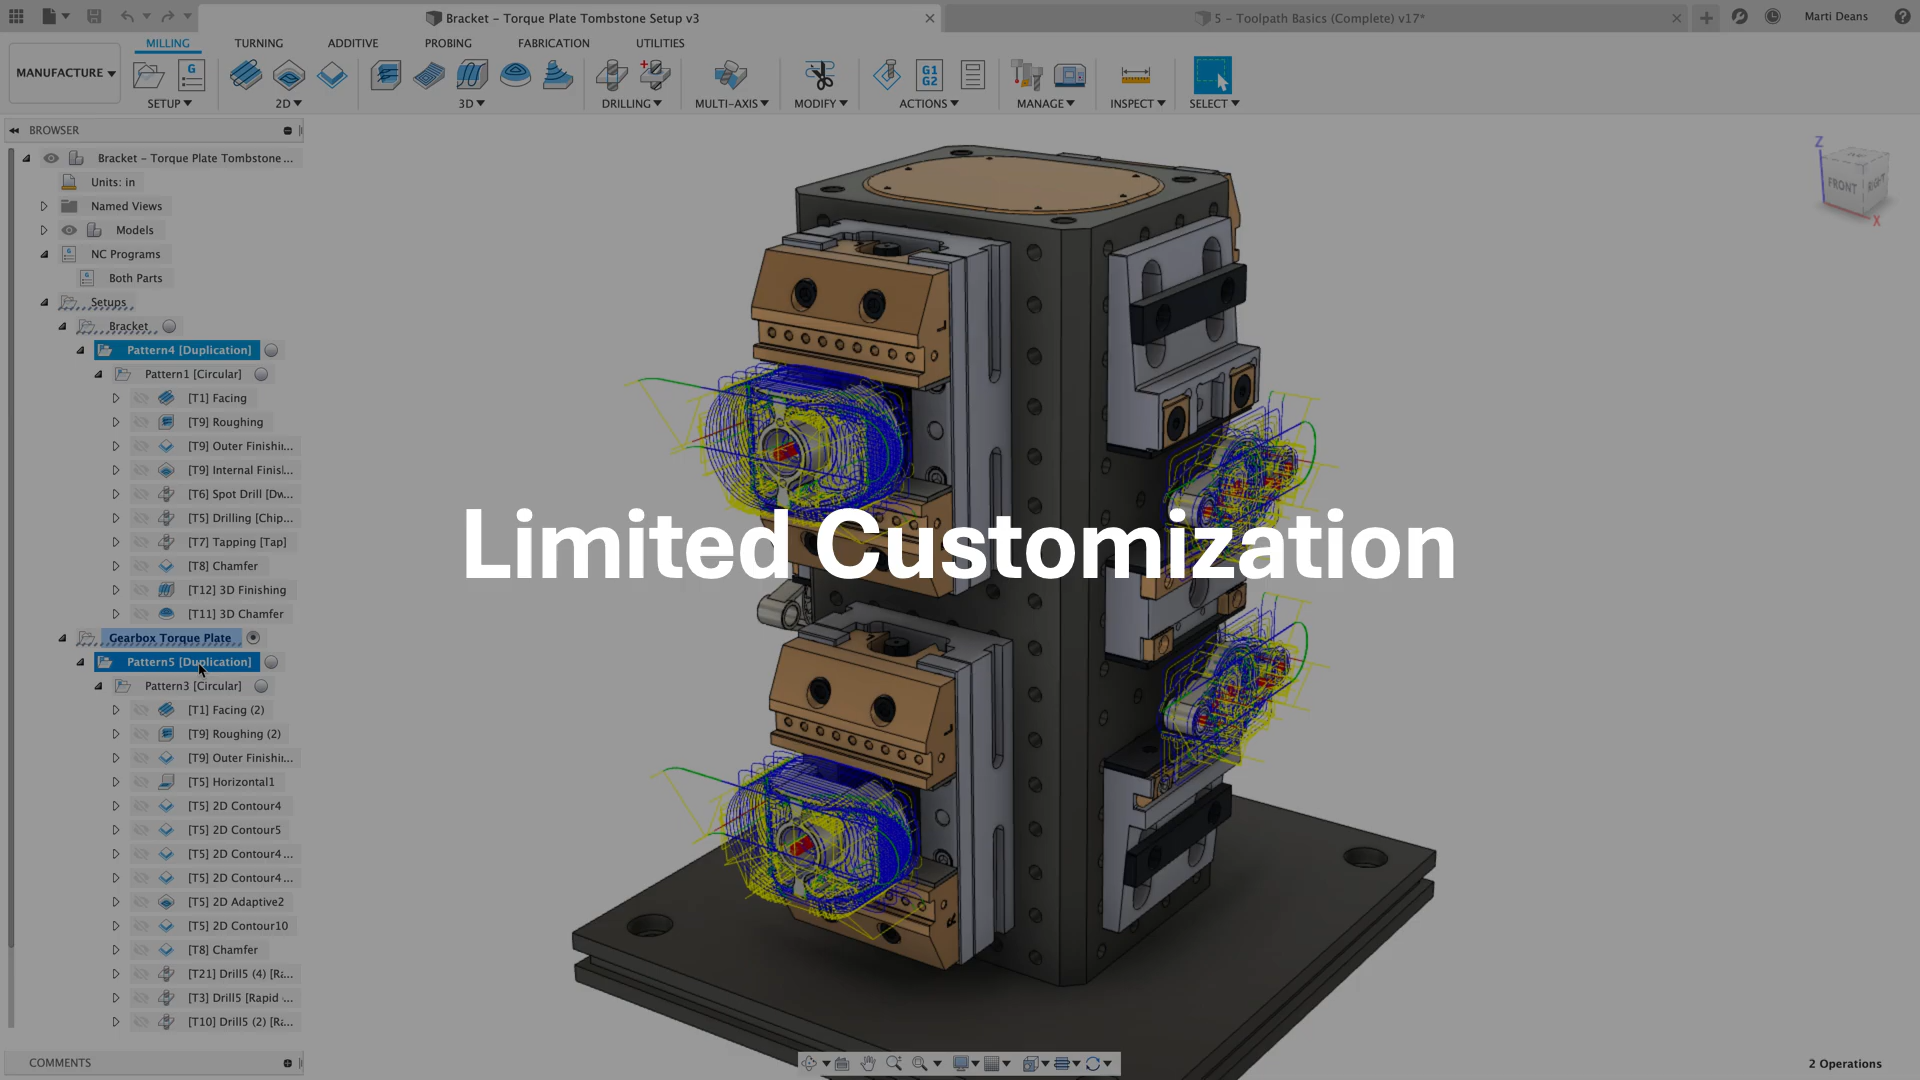 Bracket – Torque Plate Tombstone Setup v3
5 – Toolpath Basics (Complete) v17*
Marti Deans
MILLING TURNING ADDITIVE PROBING FABRICATION UTILITIES
MANUFACTURE
SETUP 2D 3D DRILLING MULTI-AXIS MODIFY ACTIONS MANAGE INSPECT SELECT
G1
G2
BROWSER
Bracket – Torque Plate Tombstone ...
Units: in
Named Views
Models
NC Programs
Both Parts
Setups
Bracket
Pattern4 [Duplication]
Pattern1 [Circular]
[T1] Facing
[T9] Roughing
[T9] Outer Finishi...
[T9] Internal Finisl...
[T6] Spot Drill [Dw...
[T5] Drilling [Chip...
[T7] Tapping [Tap]
[T8] Chamfer
[T12] 3D Finishing
[T11] 3D Chamfer
Gearbox Torque Plate
Pattern5 [Duplication]
Pattern3 [Circular]
[T1] Facing (2)
[T9] Roughing (2)
[T9] Outer Finishi...
[T5] Horizontal1
[T5] 2D Contour4
[T5] 2D Contour5
[T5] 2D Contour4 ...
[T5] 2D Contour4 ...
[T5] 2D Adaptive2
[T5] 2D Contour10
[T8] Chamfer
[T21] Drill5 (4) [Ra...
[T3] Drill5 [Rapid ...
[T10] Drill5 (2) [Ra...
COMMENTS
Limited Customization
Z
FRONT
RIGHT
X
2 Operations